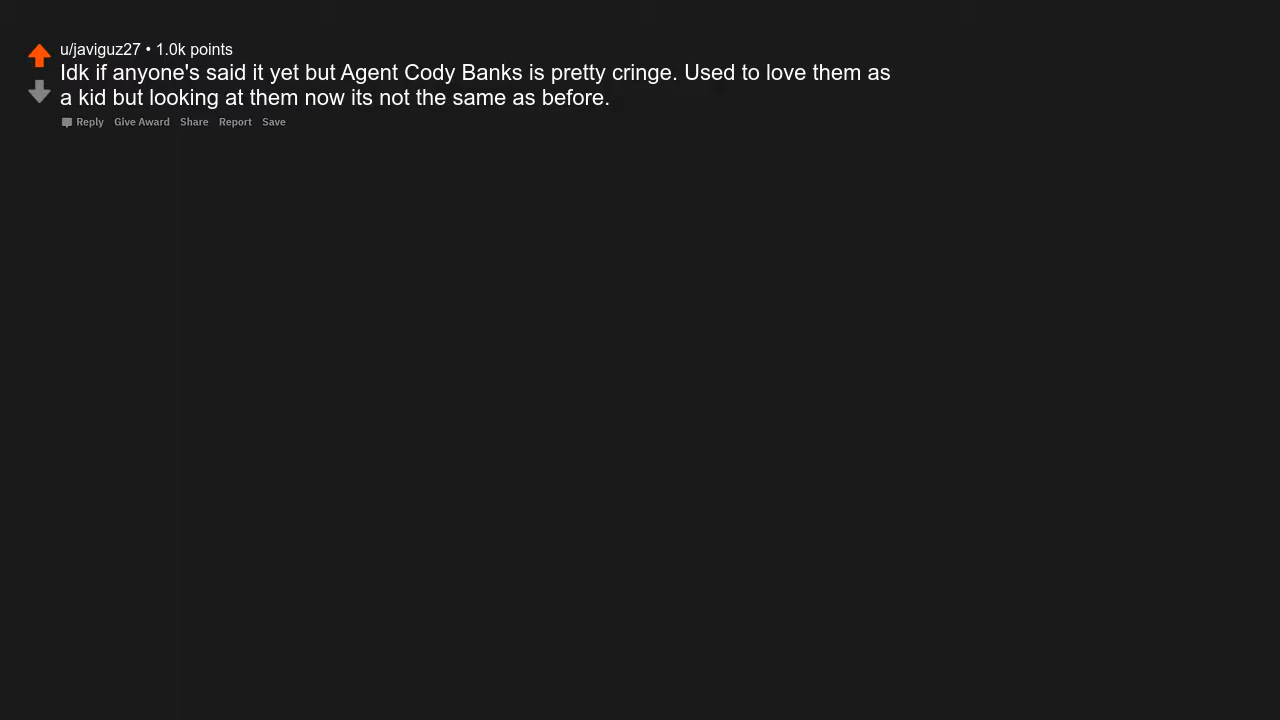 u/javiguz27 • 1.0k points
Idk if anyone's said it yet but Agent Cody Banks is pretty cringe. Used to love them as
a kid but looking at them now its not the same as before.
Reply Give Award Share Report Save